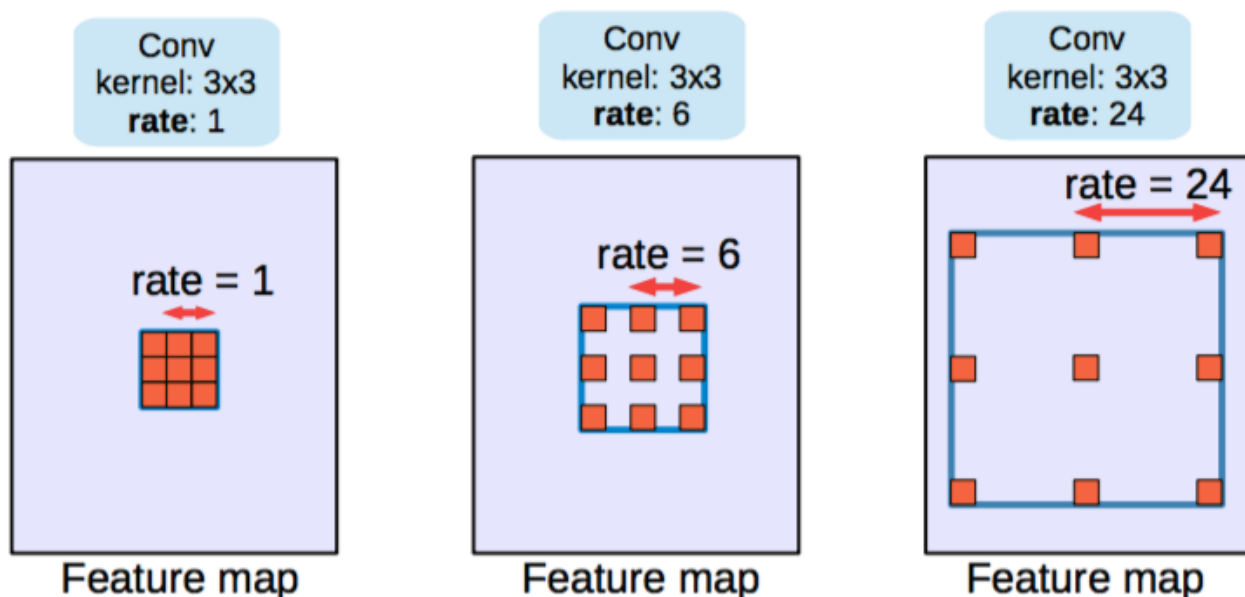 Conv
kernel: 3x3
rate: 1
rate = 1
Feature map
Conv
kernel: 3x3
rate: 6
rate = 6
Feature map
Conv
kernel: 3x3
rate: 24
rate = 24
Feature map